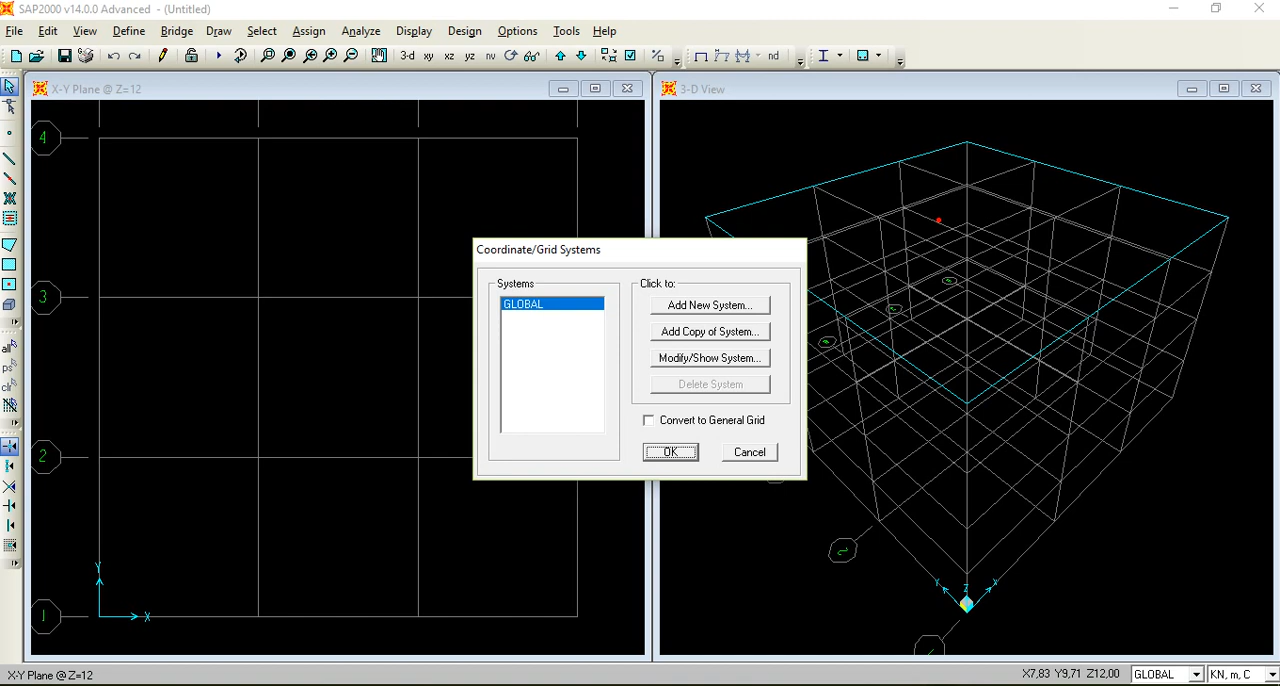 SAP2000 v14.0.0 Advanced - (Untitled)
File Edit View Define Bridge Draw Select Assign Analyze Display Design Options Tools Help
3-d xy xz yz nv nd
X-Y Plane @ Z=12
3-D View
4
3
2
1
Y
X
Coordinate/Grid Systems
Systems
GLOBAL
Click to:
Add New System...
Add Copy of System...
Modify/Show System...
Delete System
Convert to General Grid
OK
Cancel
all
ps
clr
Y Z X
X-Y Plane @ Z=12
X7,83 Y9,71 Z12,00
GLOBAL
KN, m, C